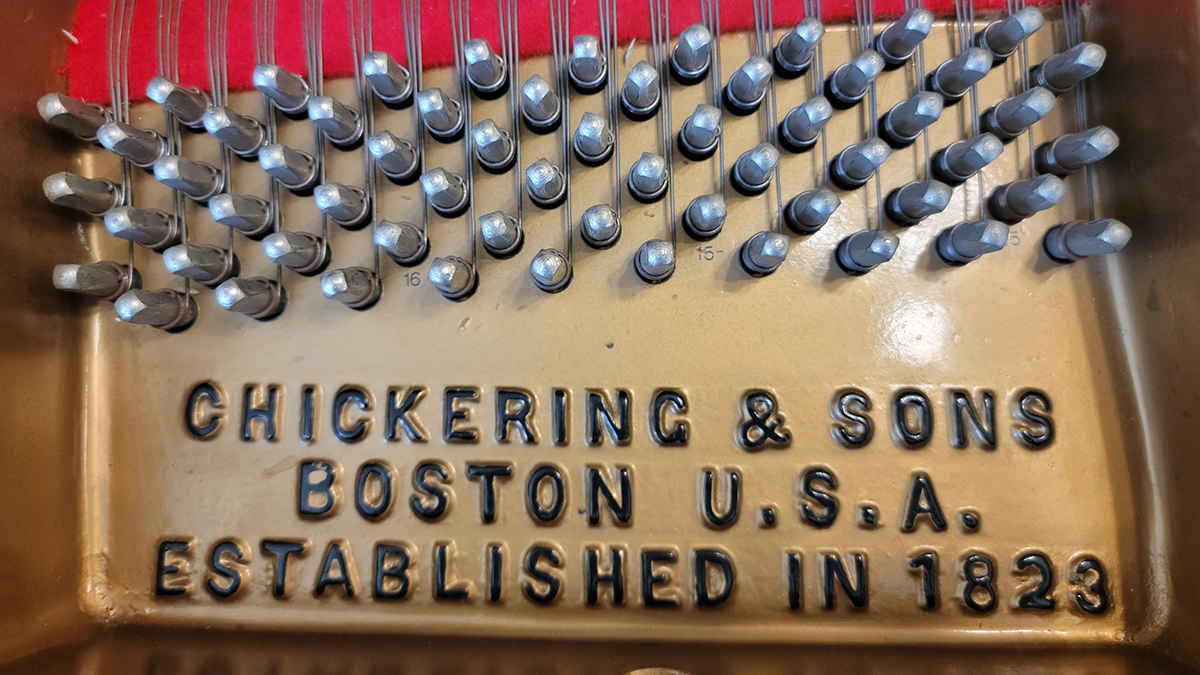 16
15-
CHICKERING & SONS
BOSTON U.S.A.
ESTABLISHED IN 1823